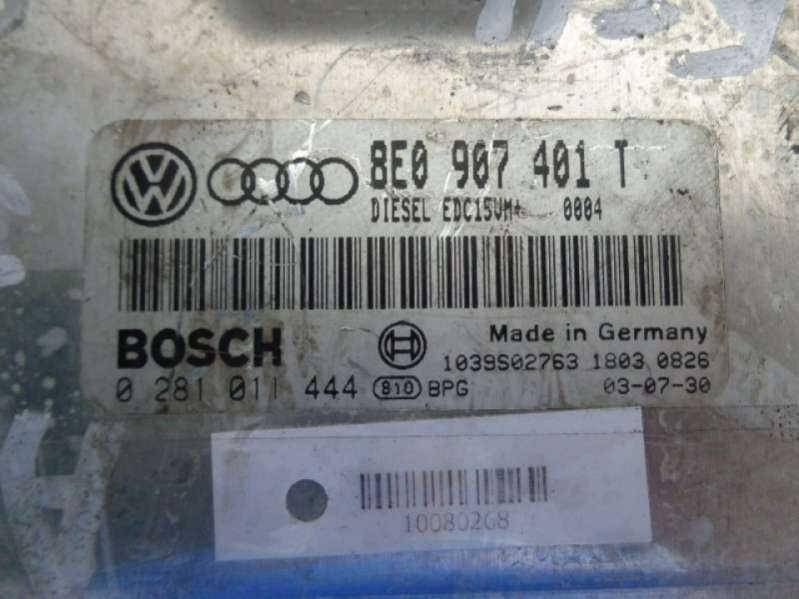 8E0 907 401 T
DIESEL EDC15VM+ 0004
BOSCH
Made in Germany
1039S02763 1803 0826
0 281 011 444 810 BPG 03-07-30
10080268